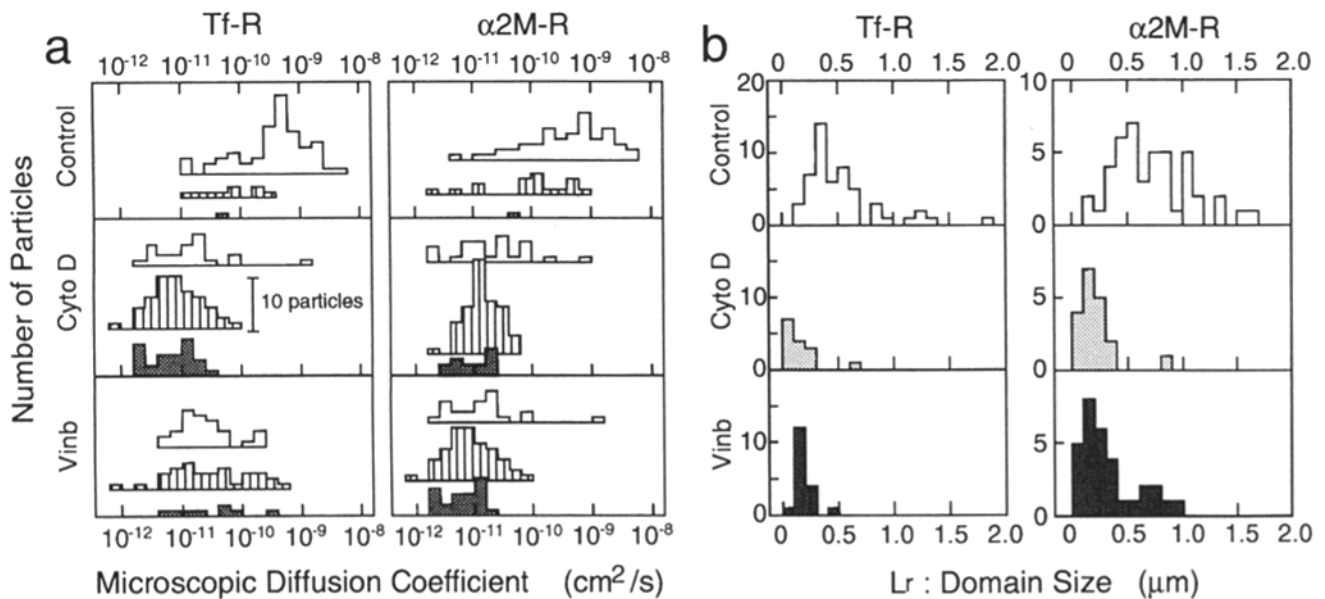 a
Tf-R
α2M-R
10⁻¹² 10⁻¹¹ 10⁻¹⁰ 10⁻⁹ 10⁻⁸
10⁻¹² 10⁻¹¹ 10⁻¹⁰ 10⁻⁹ 10⁻⁸
Number of Particles
Control
Cyto D
Vinb
10 particles
10⁻¹² 10⁻¹¹ 10⁻¹⁰ 10⁻⁹ 10⁻⁸
10⁻¹² 10⁻¹¹ 10⁻¹⁰ 10⁻⁹ 10⁻⁸
Microscopic Diffusion Coefficient (cm²/s)
b
Tf-R
α2M-R
0 0.5 1.0 1.5 2.0
0 0.5 1.0 1.5 2.0
Control
20
10
0
10
5
0
Cyto D
10
0
5
0
Vinb
10
0
5
0
0 0.5 1.0 1.5 2.0
0 0.5 1.0 1.5 2.0
Lr : Domain Size (μm)